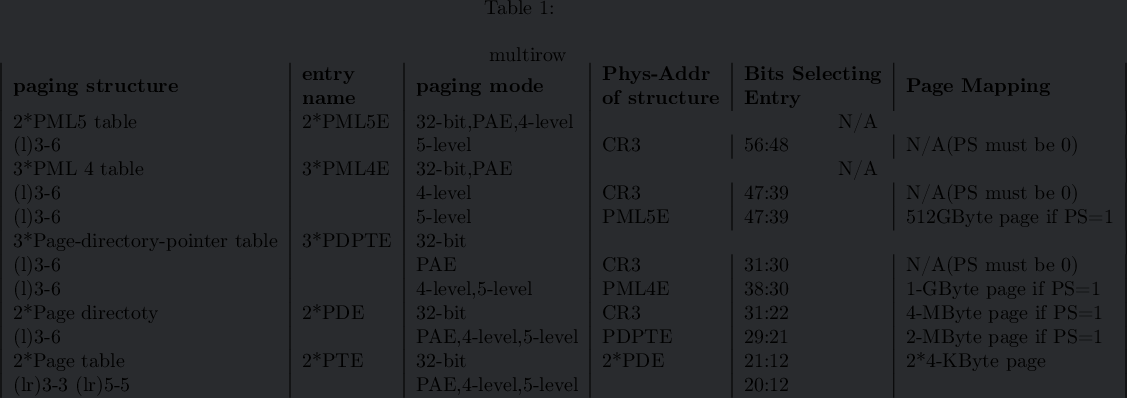 Table 1:
multirow
paging structure entry name paging mode Phys-Addr of structure Bits Selecting Entry Page Mapping
2*PML5 table 2*PML5E 32-bit,PAE,4-level N/A
(l)3-6 5-level CR3 56:48 N/A(PS must be 0)
3*PML 4 table 3*PML4E 32-bit,PAE N/A
(l)3-6 4-level CR3 47:39 N/A(PS must be 0)
(l)3-6 5-level PML5E 47:39 512GByte page if PS=1
3*Page-directory-pointer table 3*PDPTE 32-bit
(l)3-6 PAE CR3 31:30 N/A(PS must be 0)
(l)3-6 4-level,5-level PML4E 38:30 1-GByte page if PS=1
2*Page directoty 2*PDE 32-bit CR3 31:22 4-MByte page if PS=1
(l)3-6 PAE,4-level,5-level PDPTE 29:21 2-MByte page if PS=1
2*Page table 2*PTE 32-bit 2*PDE 21:12 2*4-KByte page
(lr)3-3 (lr)5-5 PAE,4-level,5-level 20:12